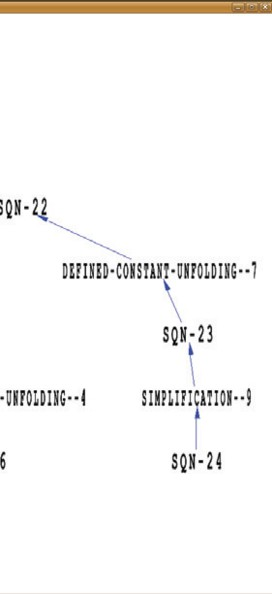 SQN-22
DEFINED-CONSTANT-UNFOLDING--7
SQN-23
-UNFOLDING--4
SIMPLIFICATION--9
6
SQN-24